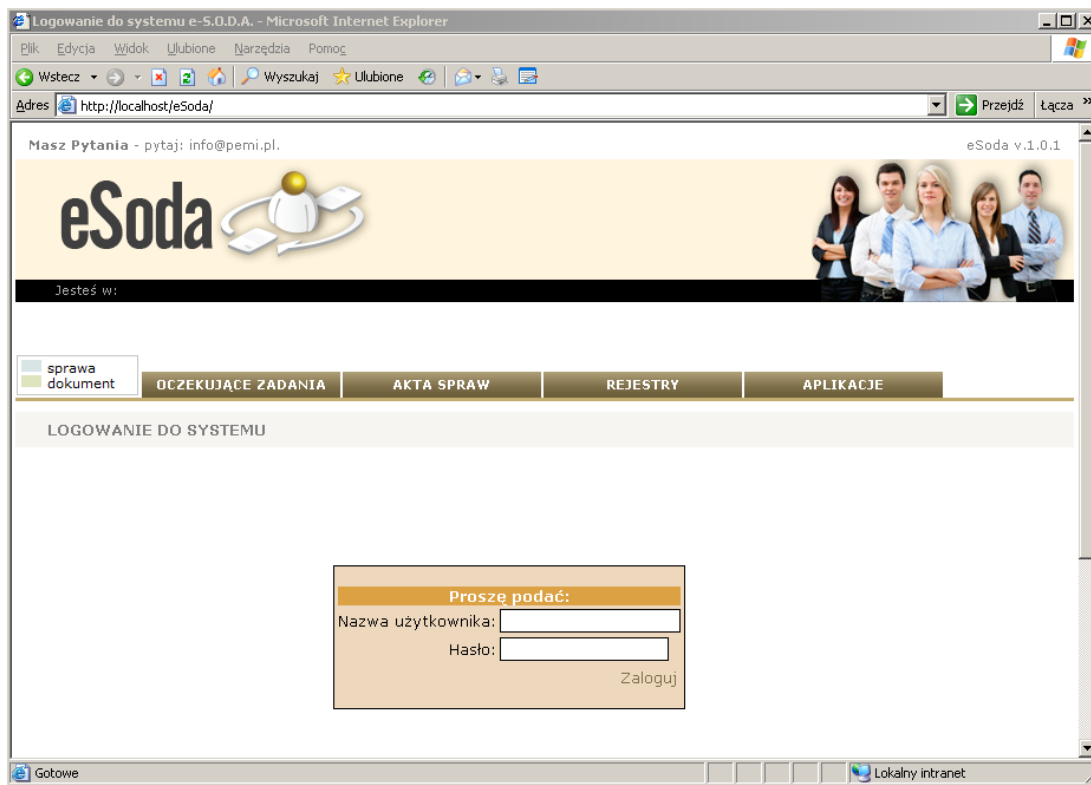 Logowanie do systemu e-S.O.D.A. - Microsoft Internet Explorer
Plik Edycja Widok Ulubione Narzędzia Pomoc
Wstecz Wyszukaj Ulubione
Adres http://localhost/eSoda/ Przejdź Łącza »
Masz Pytania - pytaj: info@pemi.pl. eSoda v.1.0.1
eSoda
Jesteś w:
sprawa
dokument
OCZEKUJĄCE ZADANIA AKTA SPRAW REJESTRY APLIKACJE
LOGOWANIE DO SYSTEMU
Proszę podać:
Nazwa użytkownika:
Hasło:
Zaloguj
Gotowe Lokalny intranet